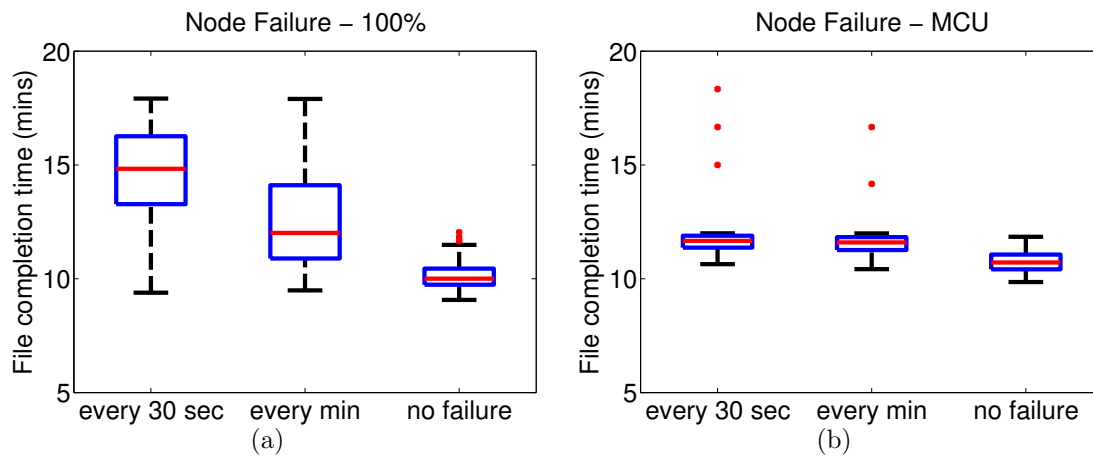 Node Failure – 100%
File completion time (mins)
20
15
10
5
every 30 sec every min no failure
(a)
Node Failure – MCU
File completion time (mins)
20
15
10
5
every 30 sec every min no failure
(b)